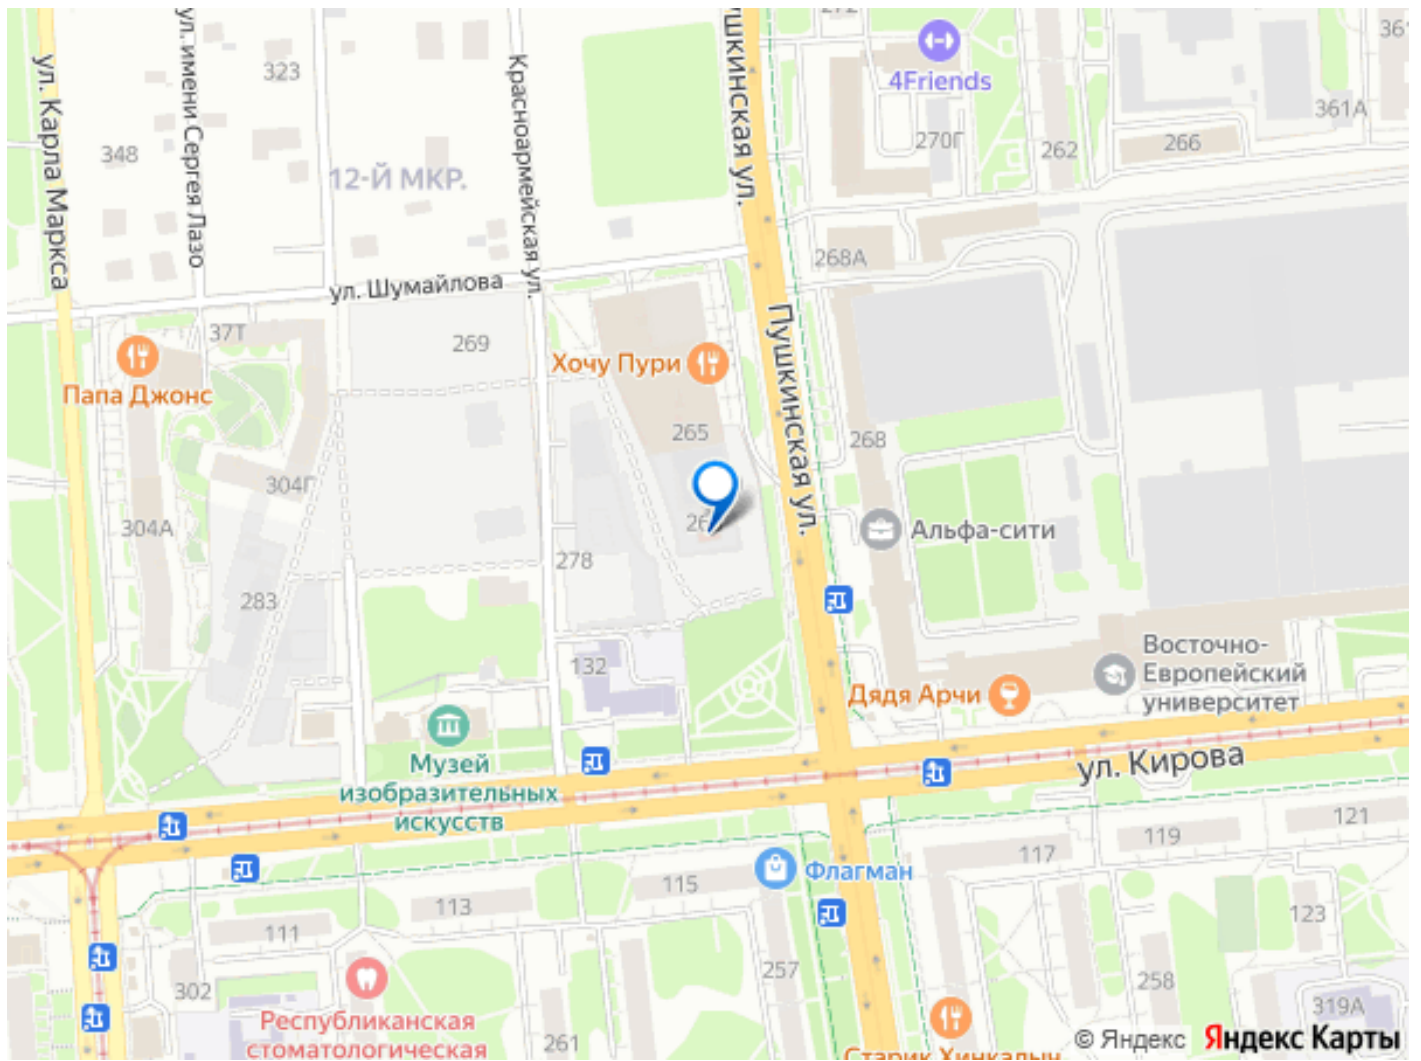 ул. Карла Маркса
ул. имени Сергея Лазо
323
348
12-Й МКР.
Красноармейская ул.
Пушкинская ул.
272
4Friends
270Г
262
266
361А
361
268А
ул. Шумайлова
37Т
269
Папа Джонс
Хочу Пури
265
Пушкинская ул.
268
304Г
304А
Альфа-сити
278
283
132
Восточно-
Европейский
университет
Дядя Арчи
Музей
изобразительных
искусств
ул. Кирова
121
119
117
Флагман
115
113
111
123
257
258
302
319А
Республиканская
стоматологическая
261
Старик Хинкалыч
© Яндекс
Яндекс Карты